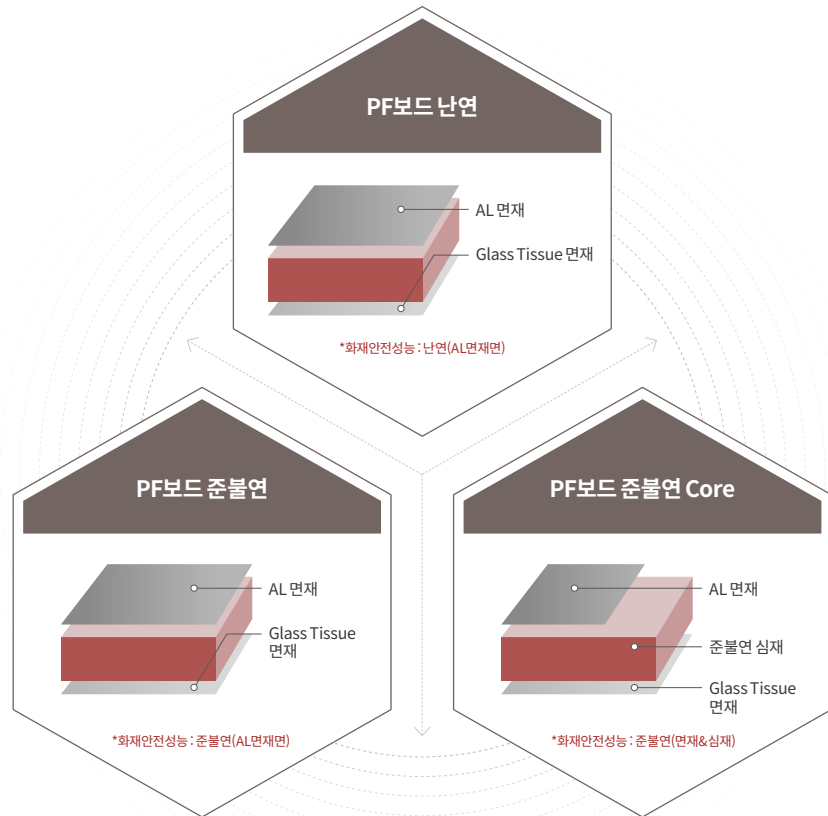 PF보드 난연
AL 면재
Glass Tissue 면재
*화재안전성능 : 난연(AL면재면)
PF보드 준불연
AL 면재
Glass Tissue
면재
*화재안전성능 : 준불연(AL면재면)
PF보드 준불연 Core
AL 면재
준불연 심재
Glass Tissue
면재
*화재안전성능 : 준불연(면재&심재)